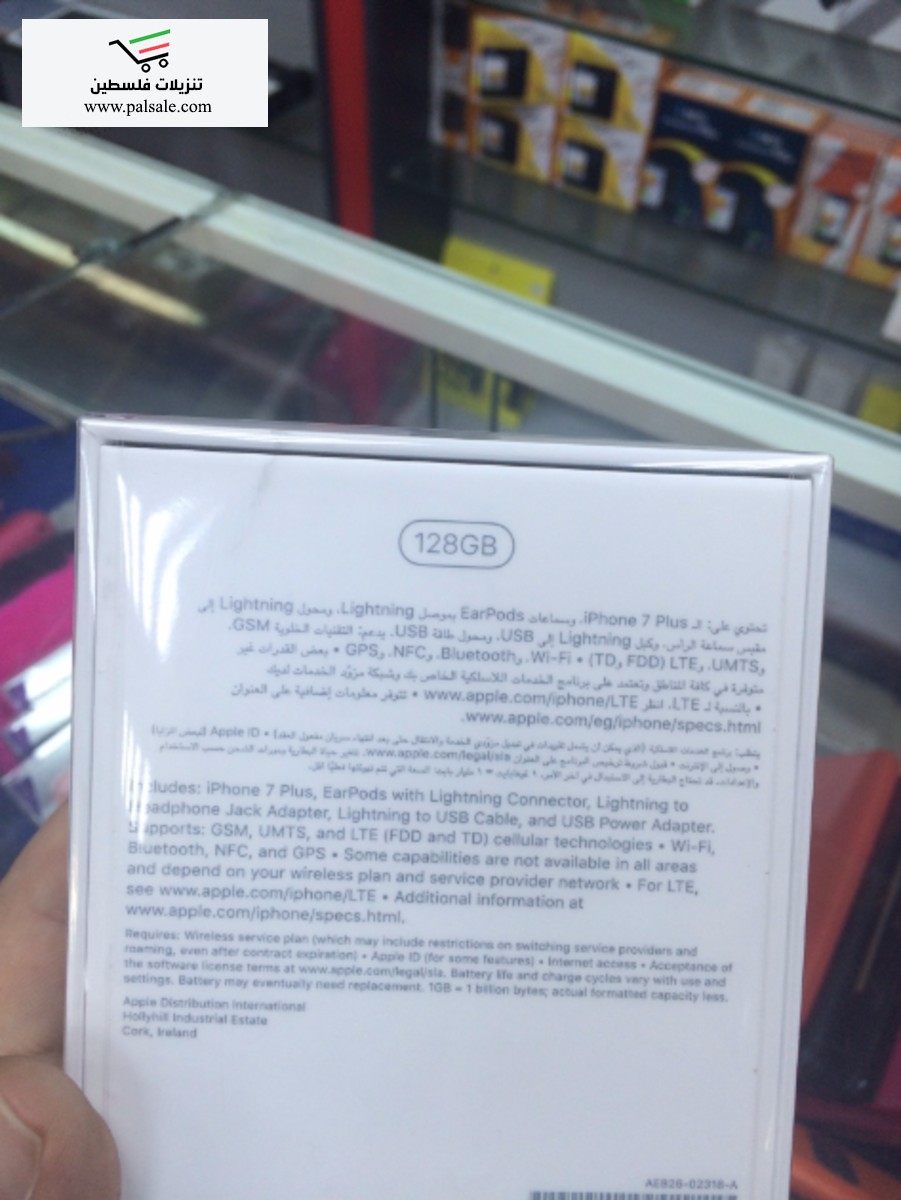 تنزيلات فلسطين
www.palsale.com
128GB
تحتوي على: الـ iPhone 7 Plus، وسماعات EarPods بموصل Lightning، ومحول Lightning إلى
مقبس سماعة الرأس، وكبل Lightning إلى USB، ومحول طاقة USB. يدعم: التقنيات الخلوية GSM،
وUMTS، وLTE (FDD وTD) • Wi-Fi، وBluetooth، وNFC، وGPS • بعض القدرات غير
متوفرة في كافة المناطق وتعتمد على برنامج الخدمات اللاسلكية الخاص بك وشبكة مزوّد الخدمات لديك
• بالنسبة لـ LTE، انظر www.apple.com/iphone/LTE • تتوفر معلومات إضافية على العنوان
www.apple.com/eg/iphone/specs.html.
Includes: iPhone 7 Plus, EarPods with Lightning Connector, Lightning to
Headphone Jack Adapter, Lightning to USB Cable, and USB Power Adapter.
Supports: GSM, UMTS, and LTE (FDD and TD) cellular technologies • Wi-Fi,
Bluetooth, NFC, and GPS • Some capabilities are not available in all areas
and depend on your wireless plan and service provider network • For LTE,
see www.apple.com/iphone/LTE • Additional information at
www.apple.com/iphone/specs.html.
Requires: Wireless service plan (which may include restrictions on switching service providers and
roaming, even after contract expiration) • Apple ID (for some features) • Internet access • Acceptance of
the software license terms at www.apple.com/legal/sla. Battery life and charge cycles vary with use and
settings. Battery may eventually need replacement. 1GB = 1 billion bytes; actual formatted capacity less.
Apple Distribution International
Hollyhill Industrial Estate
Cork, Ireland
AE926-02318-A